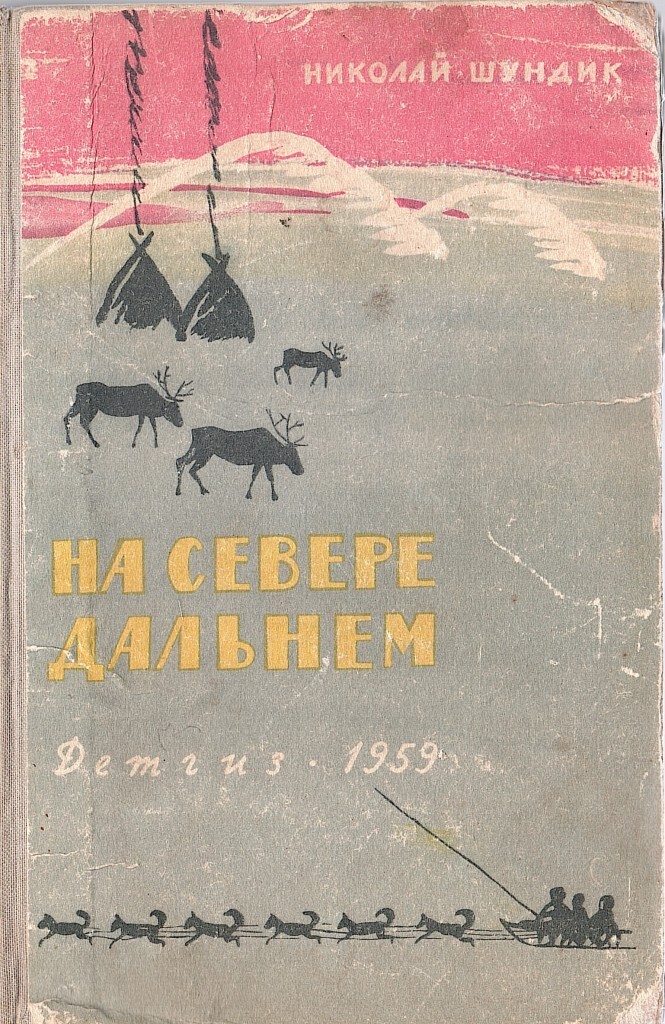 НИКОЛАЙ ШУНДИК
НА СЕВЕРЕ
ДАЛЬНЕМ
Детгиз · 1959